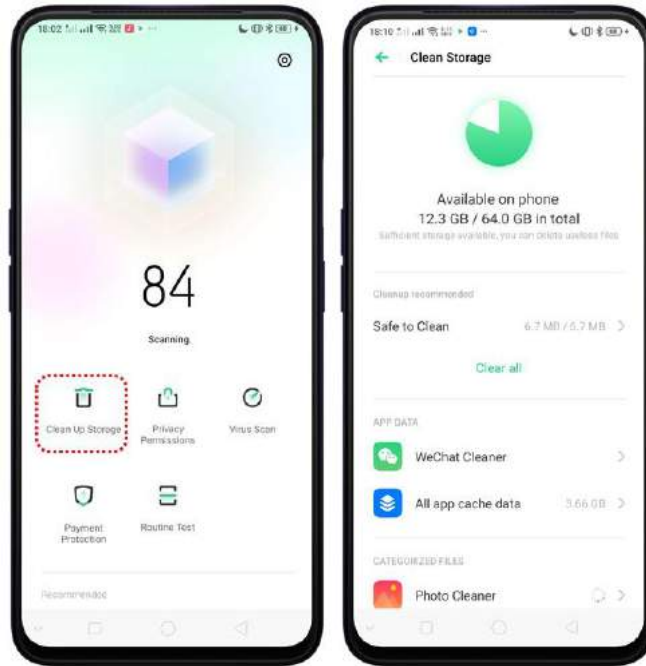 18:02
84
Scanning.
Clean Up Storage
Privacy
Permissions
Virus Scan
Payment
Protection
Routine Test
Recommended
18:10
Clean Storage
Available on phone
12.3 GB / 64.0 GB in total
Sufficient storage available, you can delete useless files
Cleanup recommended
Safe to Clean
6.7 MB / 6.7 MB
Clear all
APP DATA
WeChat Cleaner
All app cache data
3.66 GB
CATEGORIZED FILES
Photo Cleaner